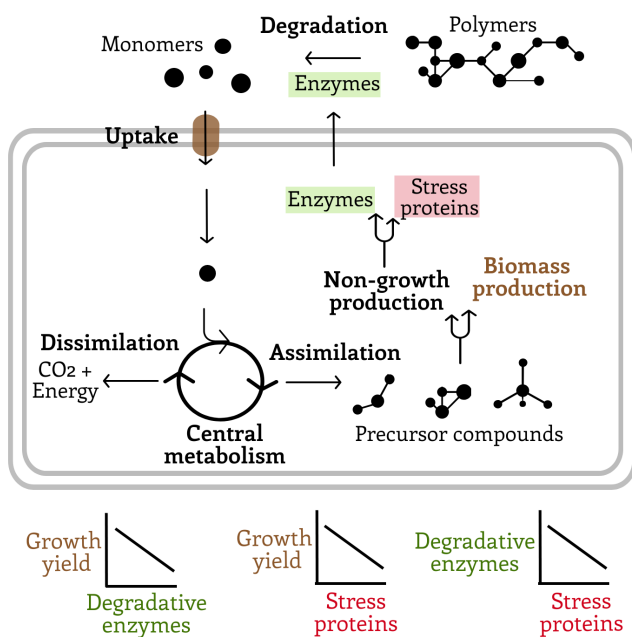 Degradation
Polymers
Monomers
Enzymes
Uptake
Enzymes
Stress
proteins
Non-growth
production
Biomass
production
Dissimilation
CO2 +
Energy
Assimilation
Central
metabolism
Precursor compounds
Growth
yield
Degradative
enzymes
Growth
yield
Stress
proteins
Degradative
enzymes
Stress
proteins